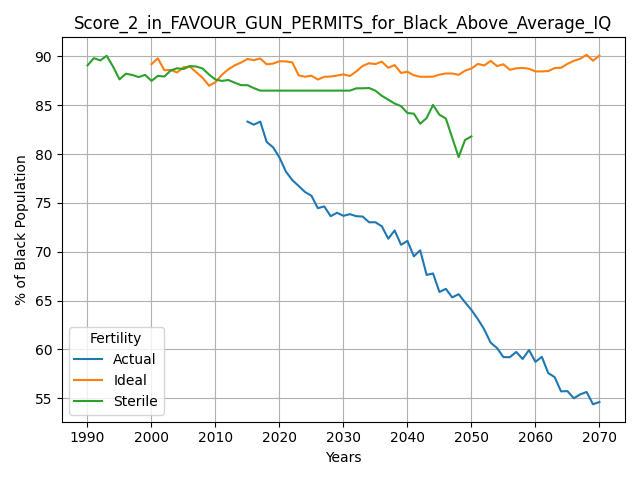 Score_2_in_FAVOUR_GUN_PERMITS_for_Black_Above_Average_IQ
% of Black Population
90
85
80
75
70
65
60
55
Fertility
Actual
Ideal
Sterile
1990 2000 2010 2020 2030 2040 2050 2060 2070
Years